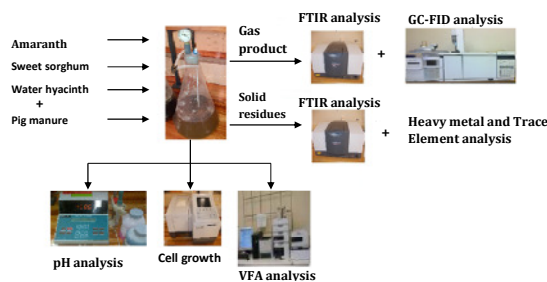 Amaranth
Sweet sorghum
Water hyacinth
+
Pig manure
Gas
product
Solid
residues
FTIR analysis
+
GC-FID analysis
FTIR analysis
+
Heavy metal and Trace
Element analysis
pH analysis
Cell growth
VFA analysis